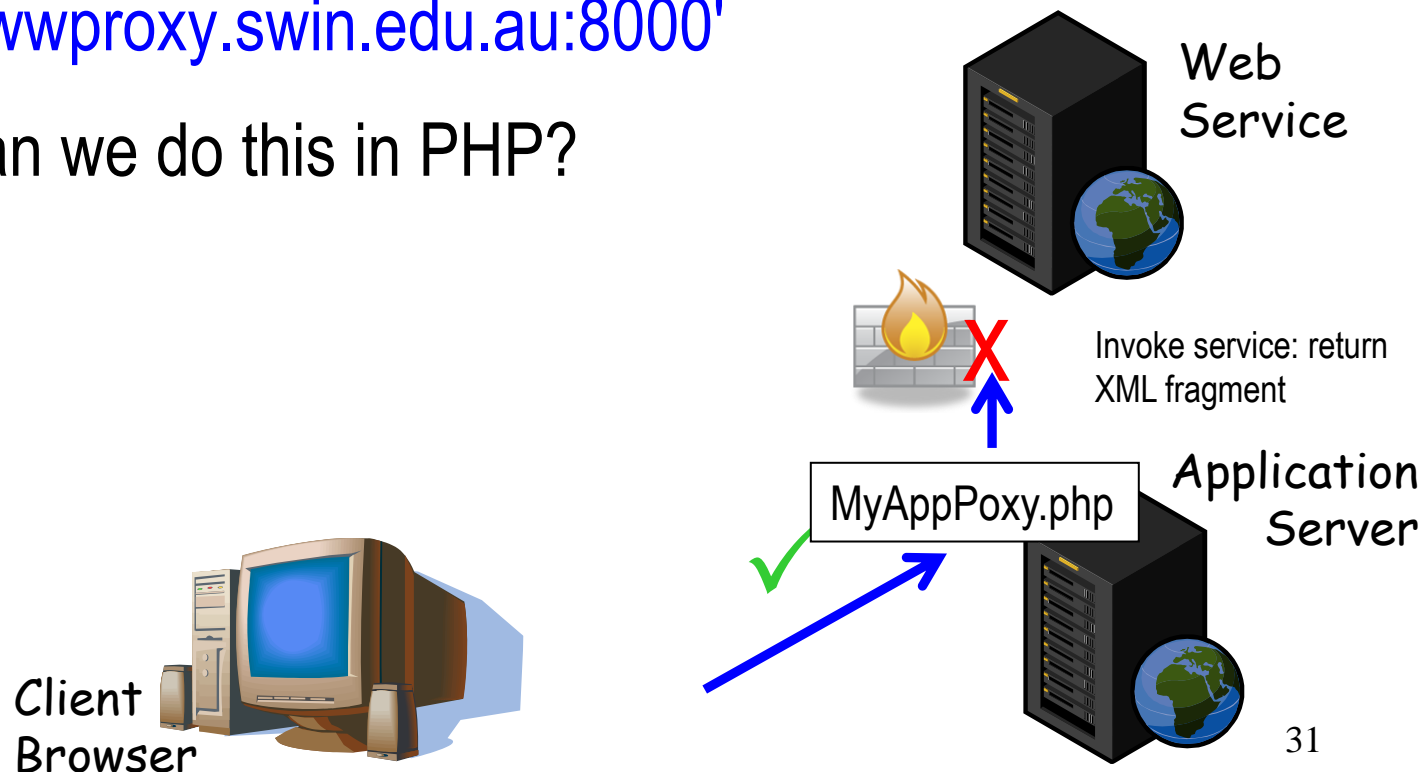 wwproxy.swin.edu.au:8000'
an we do this in PHP?
Web
Service
X
Invoke service: return
XML fragment
MyAppPoxy.php
Application
Server
Client
Browser
31